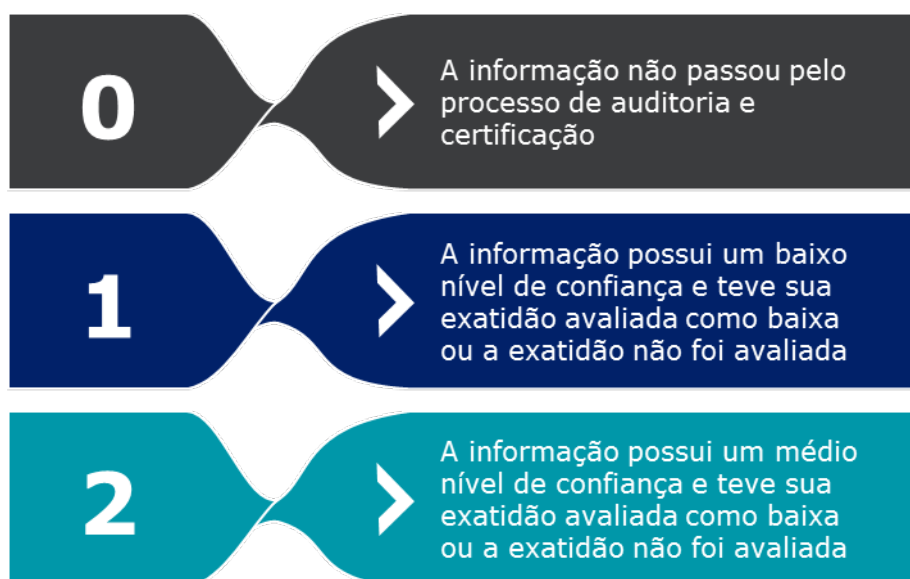 0
A informação não passou pelo
processo de auditoria e
certificação
1
A informação possui um baixo
nível de confiança e teve sua
exatidão avaliada como baixa
ou a exatidão não foi avaliada
2
A informação possui um médio
nível de confiança e teve sua
exatidão avaliada como baixa
ou a exatidão não foi avaliada